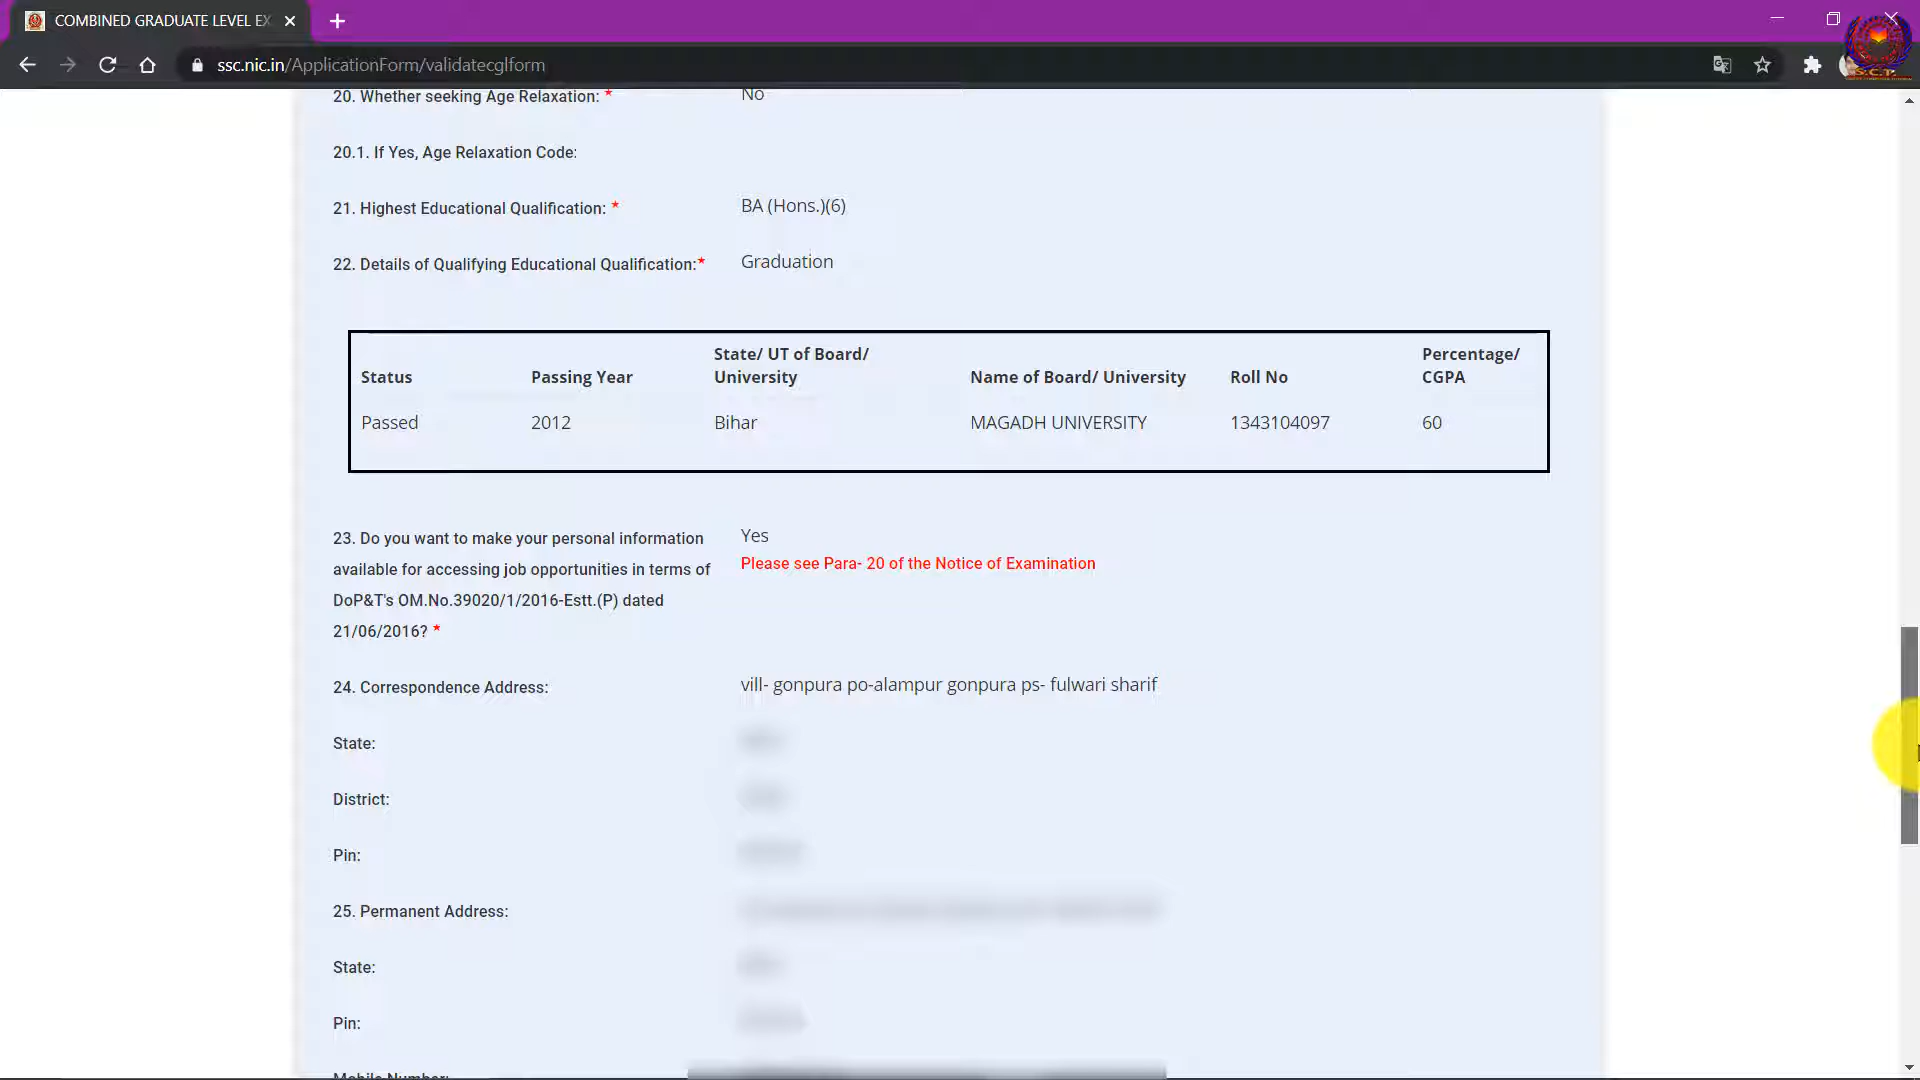 COMBINED GRADUATE LEVEL EX
ssc.nic.in/ApplicationForm/validatecglform
S.C.T.
20. Whether seeking Age Relaxation: * No
20.1. If Yes, Age Relaxation Code:
21. Highest Educational Qualification: * BA (Hons.)(6)
22. Details of Qualifying Educational Qualification:* Graduation
Status Passing Year State/ UT of Board/ University Name of Board/ University Roll No Percentage/ CGPA
Passed 2012 Bihar MAGADH UNIVERSITY 1343104097 60
23. Do you want to make your personal information Yes
available for accessing job opportunities in terms of Please see Para- 20 of the Notice of Examination
DoP&T's OM.No.39020/1/2016-Estt.(P) dated
21/06/2016? *
24. Correspondence Address: vill- gonpura po-alampur gonpura ps- fulwari sharif
State:
District:
Pin:
25. Permanent Address:
State:
Pin:
Mobile Number: